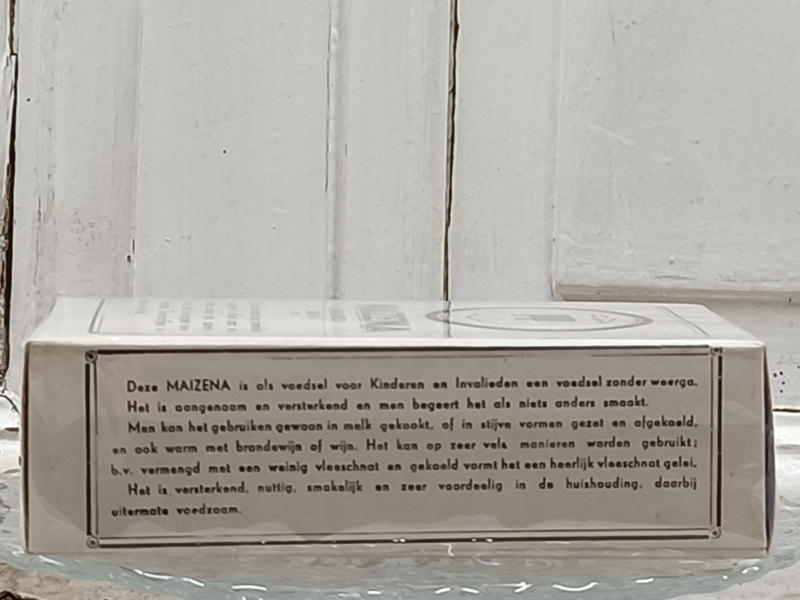 MAIZENA
Deze MAIZENA is als voedsel voor Kinderen en Invalieden een voedsel zonder weerga.
Het is aangenaam en versterkend en men begeert het als niets anders smaakt.
Men kan het gebruiken gewoon in melk gekookt, of in stijve vormen gezet en afgekoeld,
en ook warm met brandewijn of wijn. Het kan op zeer vele manieren worden gebruikt;
b.v. vermengd met een weinig vleeschnat en gekoeld vormt het een heerlijk vleeschnat gelei.
Het is versterkend, nuttig, smakelijk en zeer voordeelig in de huishouding, daarbij
uitermate voedzaam.